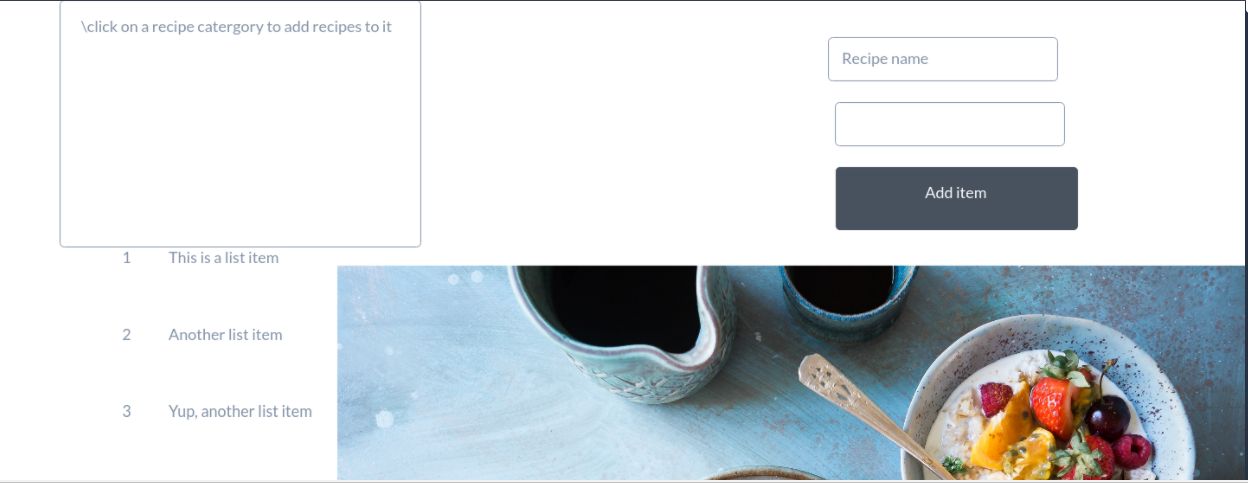 \click on a recipe catergory to add recipes to it
Recipe name
Add item
1 This is a list item
2 Another list item
3 Yup, another list item